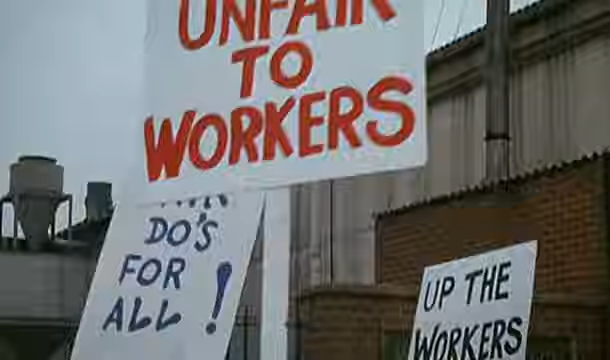 UNFAIR
TO
WORKERS
DO'S
FOR
ALL !
UP THE
WORKERS